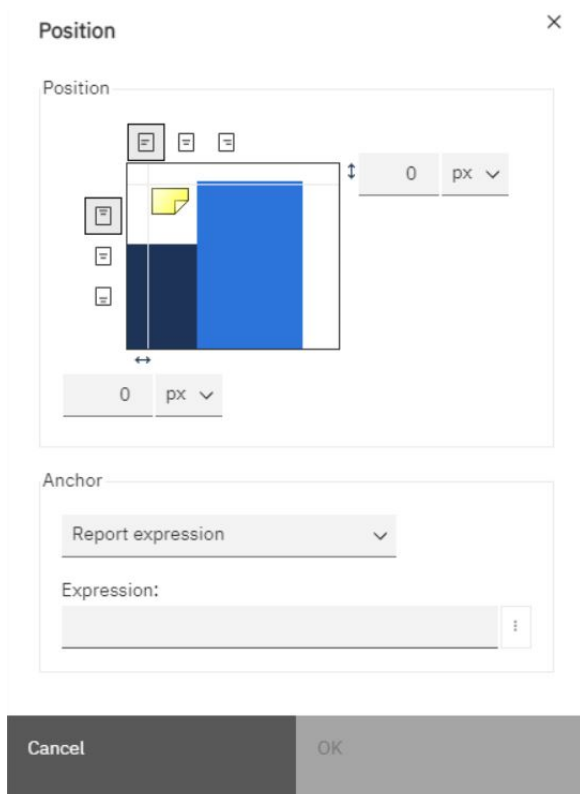 Position
Position
0 px
0 px
Anchor
Report expression
Expression:
Cancel
OK